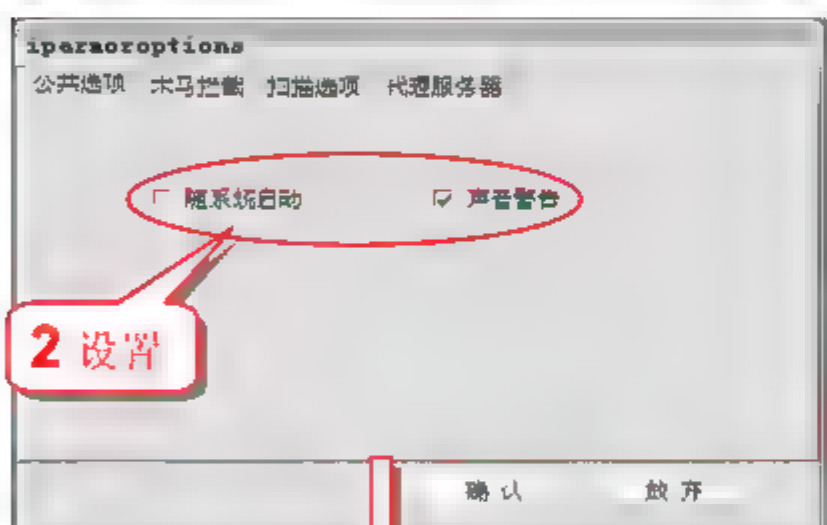 iparmoroptions
公共选项 木马拦截 扫描选项 代理服务器
随系统启动 声音警告
2 设置
确认 放弃